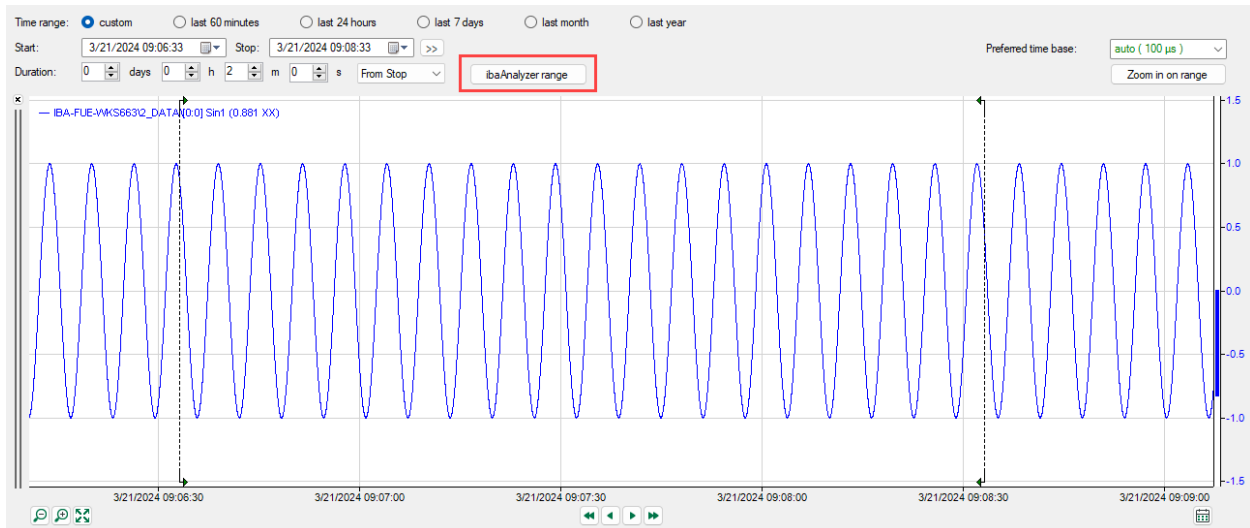 Time range: custom last 60 minutes last 24 hours last 7 days last month last year
Start: 3/21/2024 09:06:33 Stop: 3/21/2024 09:08:33 >> Preferred time base: auto ( 100 µs )
Duration: 0 days 0 h 2 m 0 s From Stop ibaAnalyzer range Zoom in on range
IBA-FUE-WKS663\2_DATA\[0:0] Sin1 (0.881 XX)
1.5
1.0
0.5
0.0
-0.5
-1.0
-1.5
3/21/2024 09:06:30 3/21/2024 09:07:00 3/21/2024 09:07:30 3/21/2024 09:08:00 3/21/2024 09:08:30 3/21/2024 09:09:00